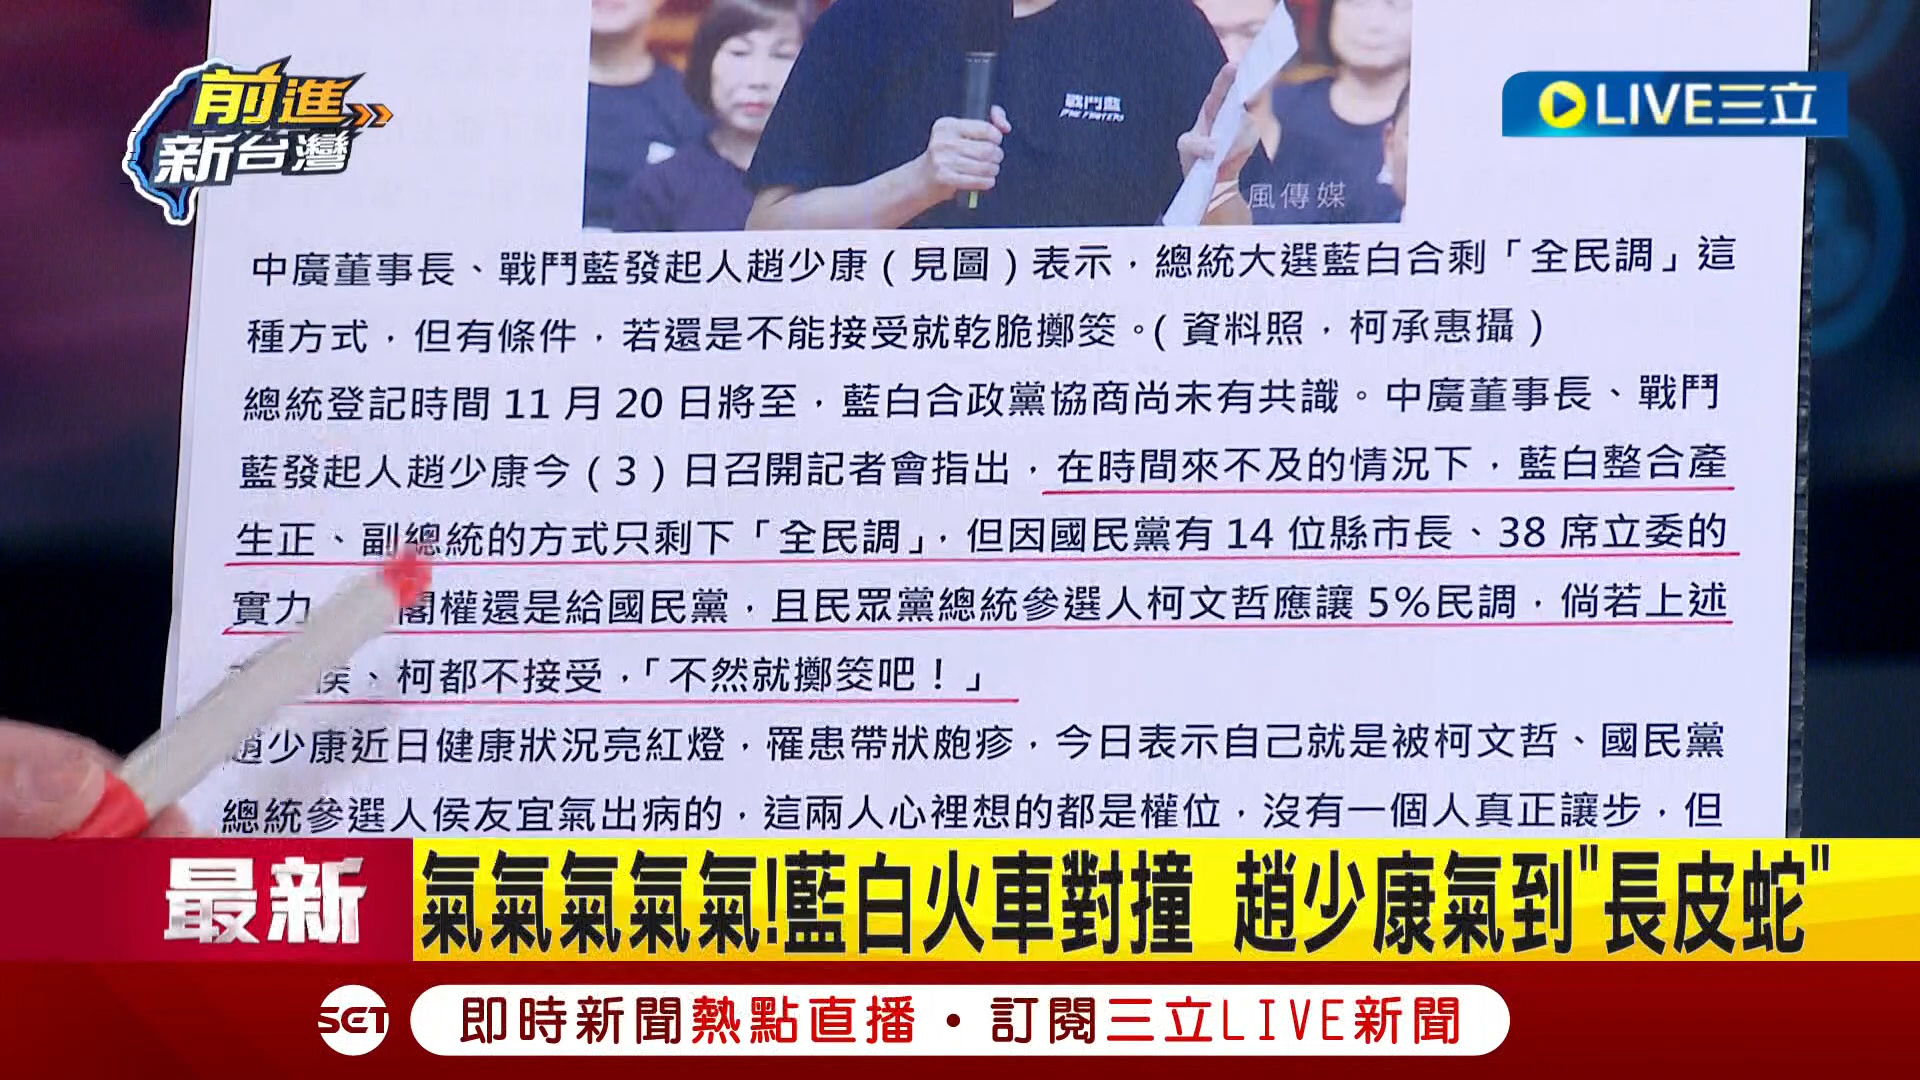 前進
新台灣
LIVE三立
戰鬥藍
風傳媒
中廣董事長、戰鬥藍發起人趙少康（見圖）表示，總統大選藍白合剩「全民調」這
種方式，但有條件，若還是不能接受就乾脆擲筊。（資料照，柯承惠攝）
總統登記時間 11 月 20 日將至，藍白合政黨協商尚未有共識。中廣董事長、戰鬥
藍發起人趙少康今（3）日召開記者會指出，在時間來不及的情況下，藍白整合產
生正、副總統的方式只剩下「全民調」，但因國民黨有 14 位縣市長、38 席立委的
實力 閣權還是給國民黨，且民眾黨總統參選人柯文哲應讓 5%民調，倘若上述
侯、柯都不接受，「不然就擲筊吧！」
趙少康近日健康狀況亮紅燈，罹患帶狀皰疹，今日表示自己就是被柯文哲、國民黨
總統參選人侯友宜氣出病的，這兩人心裡想的都是權位，沒有一個人真正讓步，但
最新
氣氣氣氣氣!藍白火車對撞 趙少康氣到"長皮蛇"
SET
即時新聞熱點直播•訂閱三立LIVE新聞